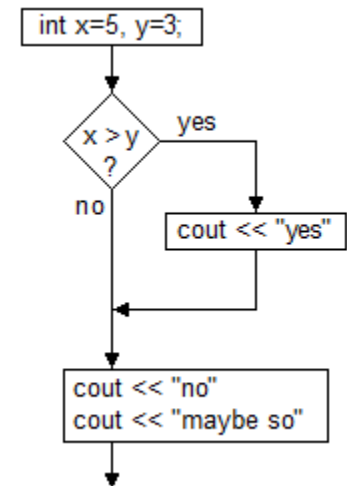 int x=5, y=3;
x > y
?
yes
no
cout << "yes"
cout << "no"
cout << "maybe so"